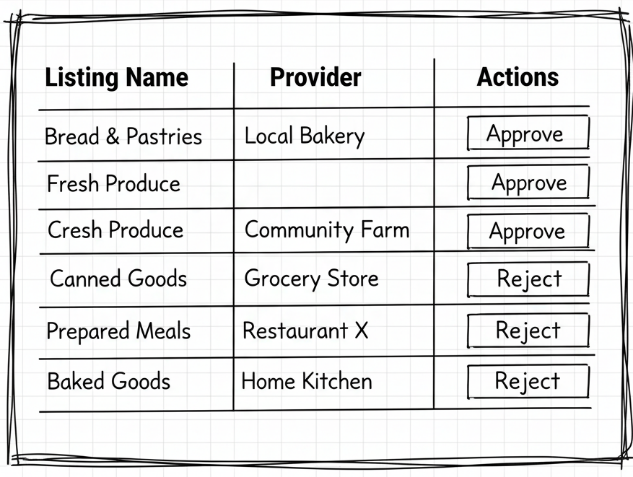 Listing Name Provider Actions
Bread & Pastries Local Bakery Approve
Fresh Produce Approve
Cresh Produce Community Farm Approve
Canned Goods Grocery Store Reject
Prepared Meals Restaurant X Reject
Baked Goods Home Kitchen Reject